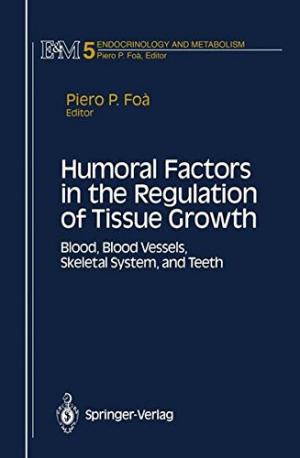 E&M 5 ENDOCRINOLOGY AND METABOLISM
Piero P. Foà, Editor
Piero P. Foà
Editor
Humoral Factors
in the Regulation
of Tissue Growth
Blood, Blood Vessels,
Skeletal System, and Teeth
Springer-Verlag